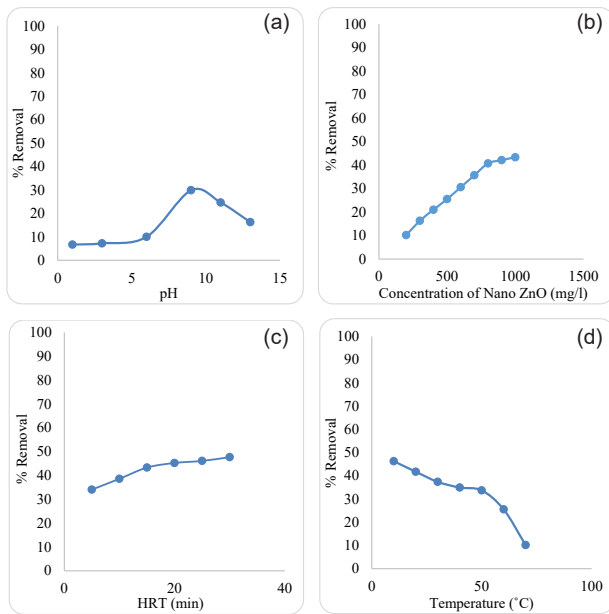 (a)
100
90
80
70
60
50
40
30
20
10
0
% Removal
0 5 10 15
pH
(b)
100
90
80
70
60
50
40
30
20
10
0
% Removal
0 500 1000 1500
Concentration of Nano ZnO (mg/l)
(c)
100
90
80
70
60
50
40
30
20
10
0
% Removal
0 20 40
HRT (min)
(d)
100
90
80
70
60
50
40
30
20
10
0
% Removal
0 50 100
Temperature (˚C)